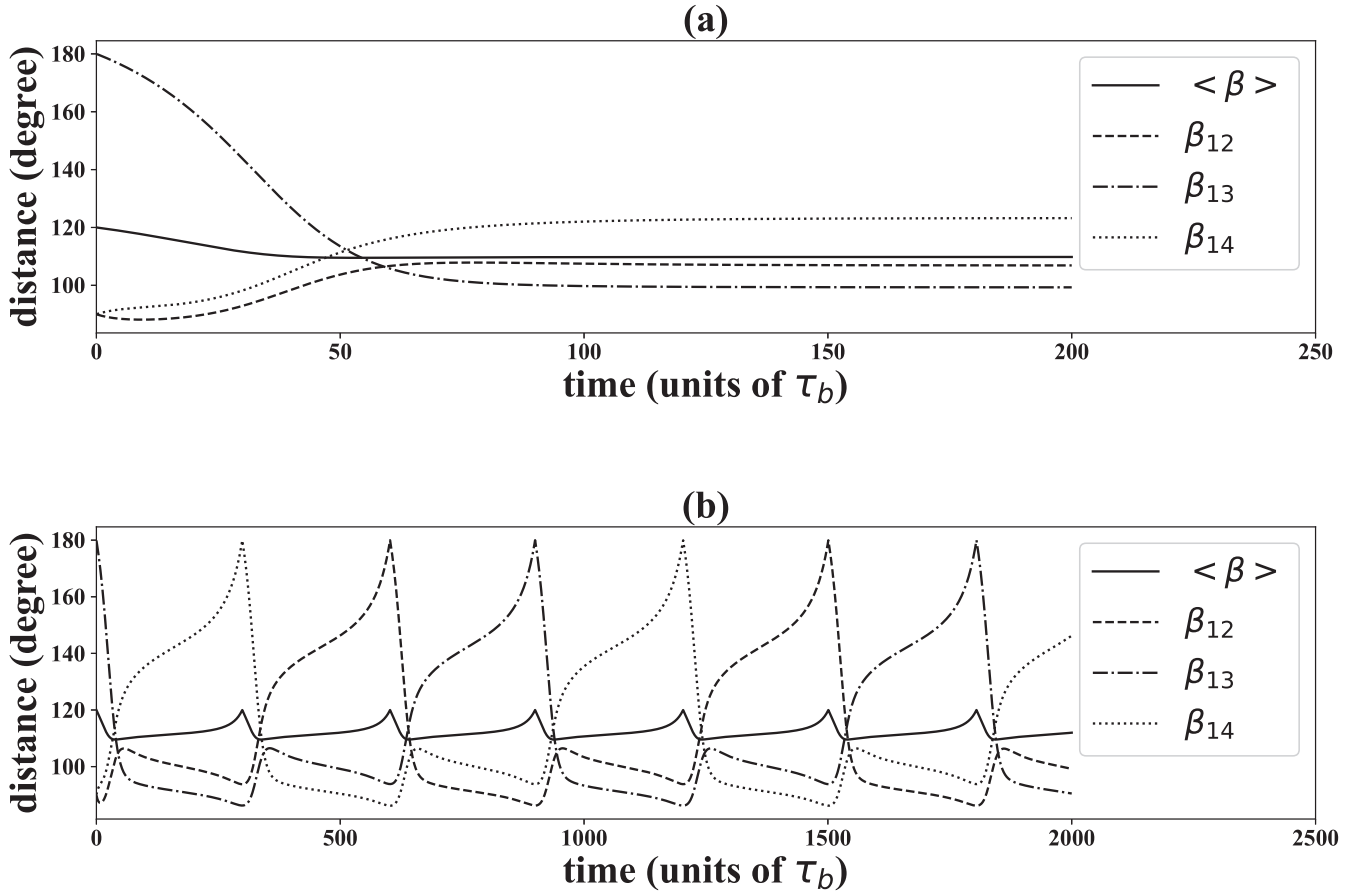 (a)
distance (degree)
180
160
140
120
100
0 50 100 150 200 250
time (units of τ_b)
< β >
β₁₂
β₁₃
β₁₄
(b)
distance (degree)
180
160
140
120
100
0 500 1000 1500 2000 2500
time (units of τ_b)
< β >
β₁₂
β₁₃
β₁₄